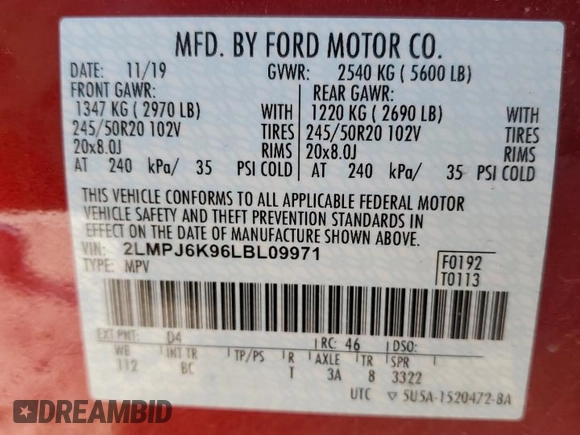 MFD. BY FORD MOTOR CO.
DATE: 11/19 GVWR: 2540 KG ( 5600 LB)
FRONT GAWR: REAR GAWR:
1347 KG ( 2970 LB) WITH 1220 KG ( 2690 LB) WITH
245/50R20 102V TIRES 245/50R20 102V TIRES
20x8.0J RIMS 20x8.0J RIMS
AT 240 kPa/ 35 PSI COLD AT 240 kPa/ 35 PSI COLD
THIS VEHICLE CONFORMS TO ALL APPLICABLE FEDERAL MOTOR
VEHICLE SAFETY AND THEFT PREVENTION STANDARDS IN
EFFECT ON THE DATE OF MANUFACTURE SHOWN ABOVE.
VIN: 2LMPJ6K96LBL09971
TYPE: MPV
F0192
T0113
EXT PNT: D4 RC: 46 DSO:
WB INT TR TP/PS R AXLE TR SPR
112 BC T 3A 8 3322
UTC ▽ 5U5A-1520472-BA
DREAMBID